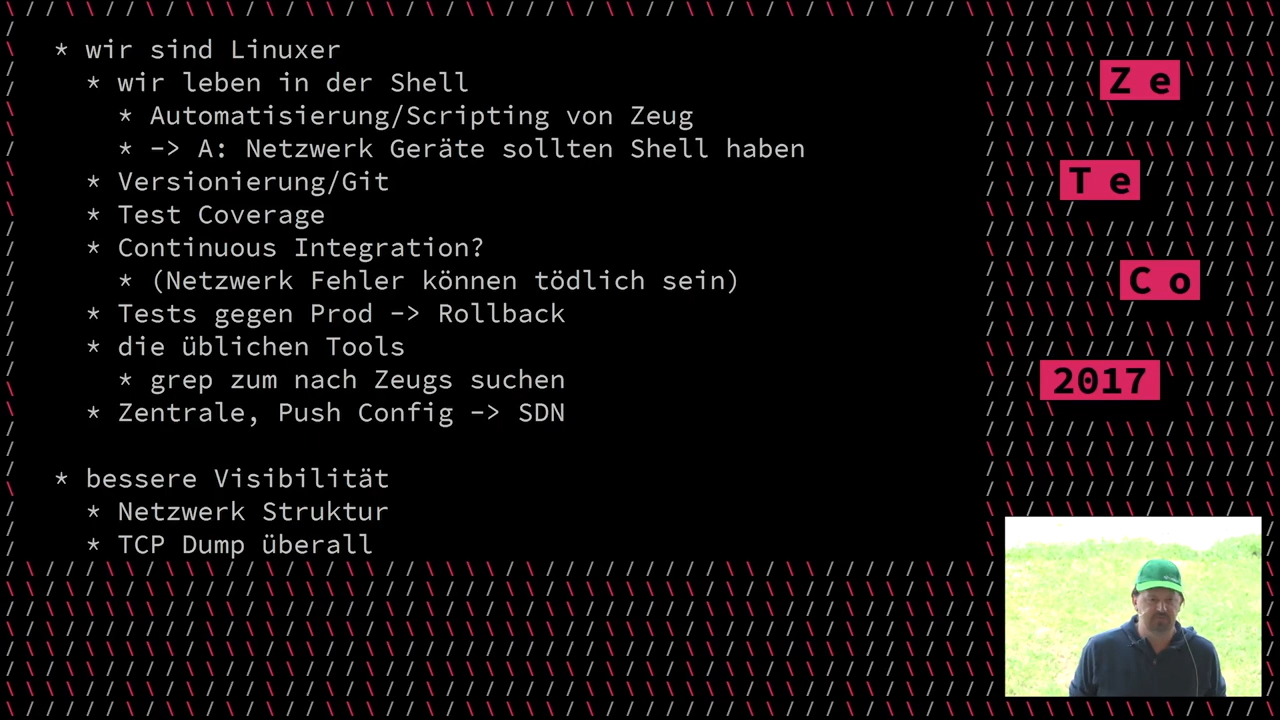 * wir sind Linuxer
* wir leben in der Shell
* Automatisierung/Scripting von Zeug
* -> A: Netzwerk Geräte sollten Shell haben
* Versionierung/Git
* Test Coverage
* Continuous Integration?
* (Netzwerk Fehler können tödlich sein)
* Tests gegen Prod -> Rollback
* die üblichen Tools
* grep zum nach Zeugs suchen
* Zentrale, Push Config -> SDN
* bessere Visibilität
* Netzwerk Struktur
* TCP Dump überall
Ze
Te
Co
2017